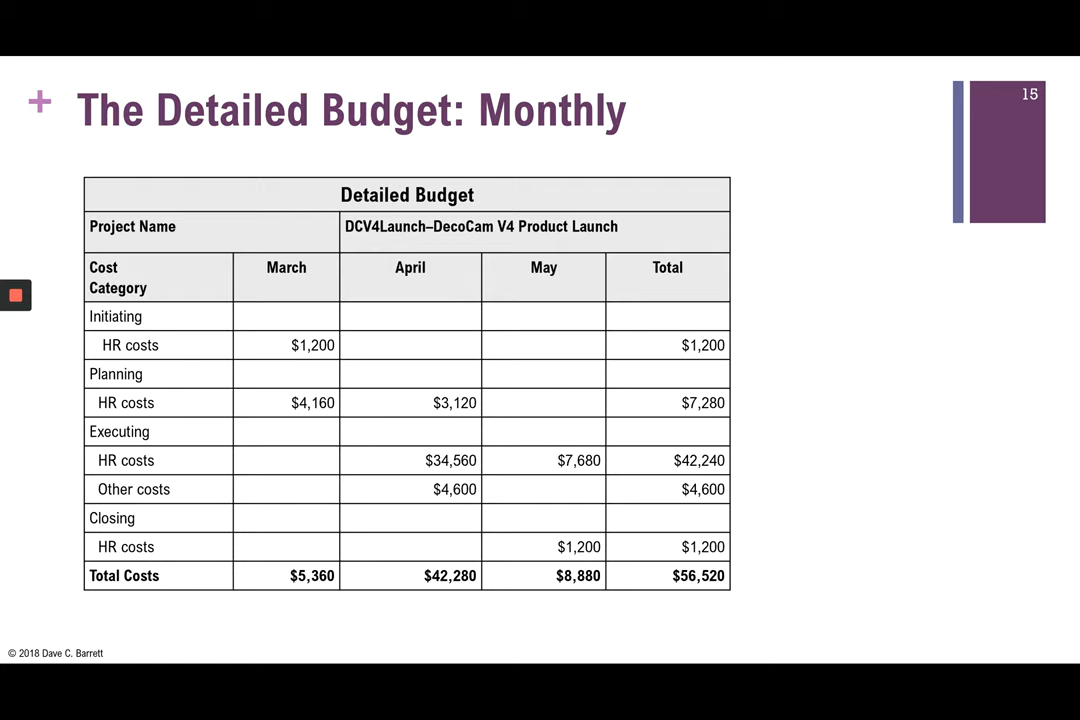 + The Detailed Budget: Monthly
15
Detailed Budget
Project Name DCV4Launch–DecoCam V4 Product Launch
Cost Category March April May Total
Initiating
HR costs $1,200 $1,200
Planning
HR costs $4,160 $3,120 $7,280
Executing
HR costs $34,560 $7,680 $42,240
Other costs $4,600 $4,600
Closing
HR costs $1,200 $1,200
Total Costs $5,360 $42,280 $8,880 $56,520
© 2018 Dave C. Barrett